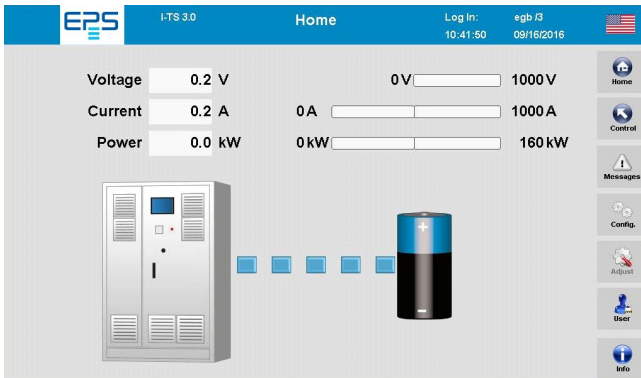 EPS
I-TS 3.0
Home
Log In: egb /3
10:41:50 09/16/2016
Voltage 0.2 V 0 V 1000 V
Current 0.2 A 0 A 1000 A
Power 0.0 kW 0 kW 160 kW
Home
Control
Messages
Config.
Adjust
User
Info